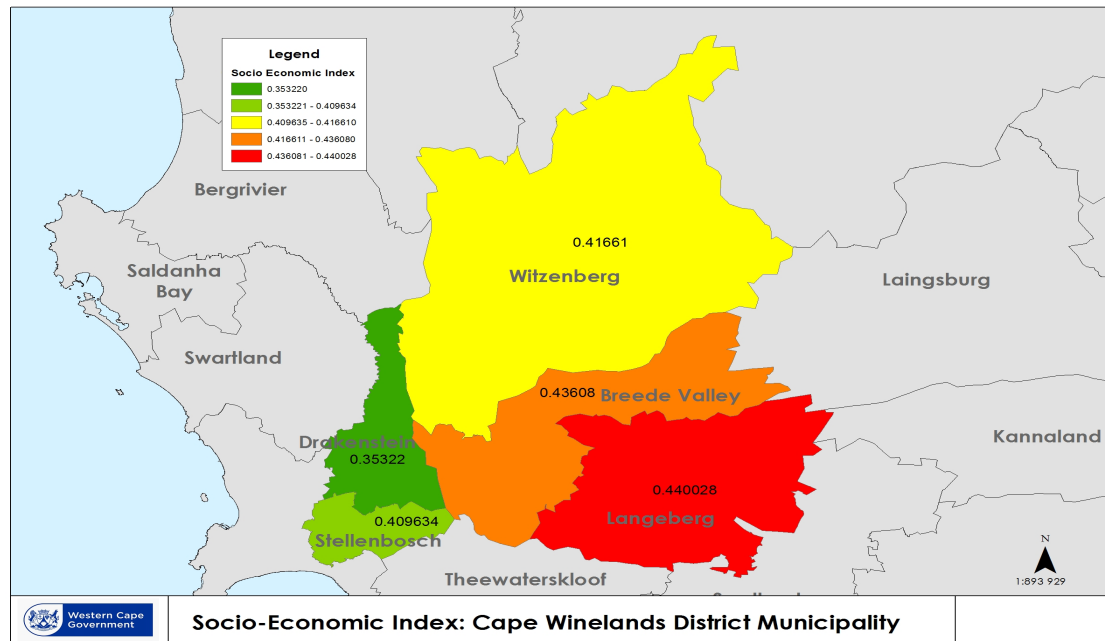 Legend
Socio Economic Index
0.353220
0.353221 - 0.409634
0.409635 - 0.416610
0.416611 - 0.436080
0.436081 - 0.440028
Bergrivier
0.41661
Witzenberg
Saldanha
Bay
Laingsburg
Swartland
0.43608
Breede Valley
Drakenstein
0.35322
Kannaland
0.440028
0.409634
Langeberg
Stellenbosch
Theewaterskloof
N
1:893 929
Western Cape
Government
Socio-Economic Index: Cape Winelands District Municipality